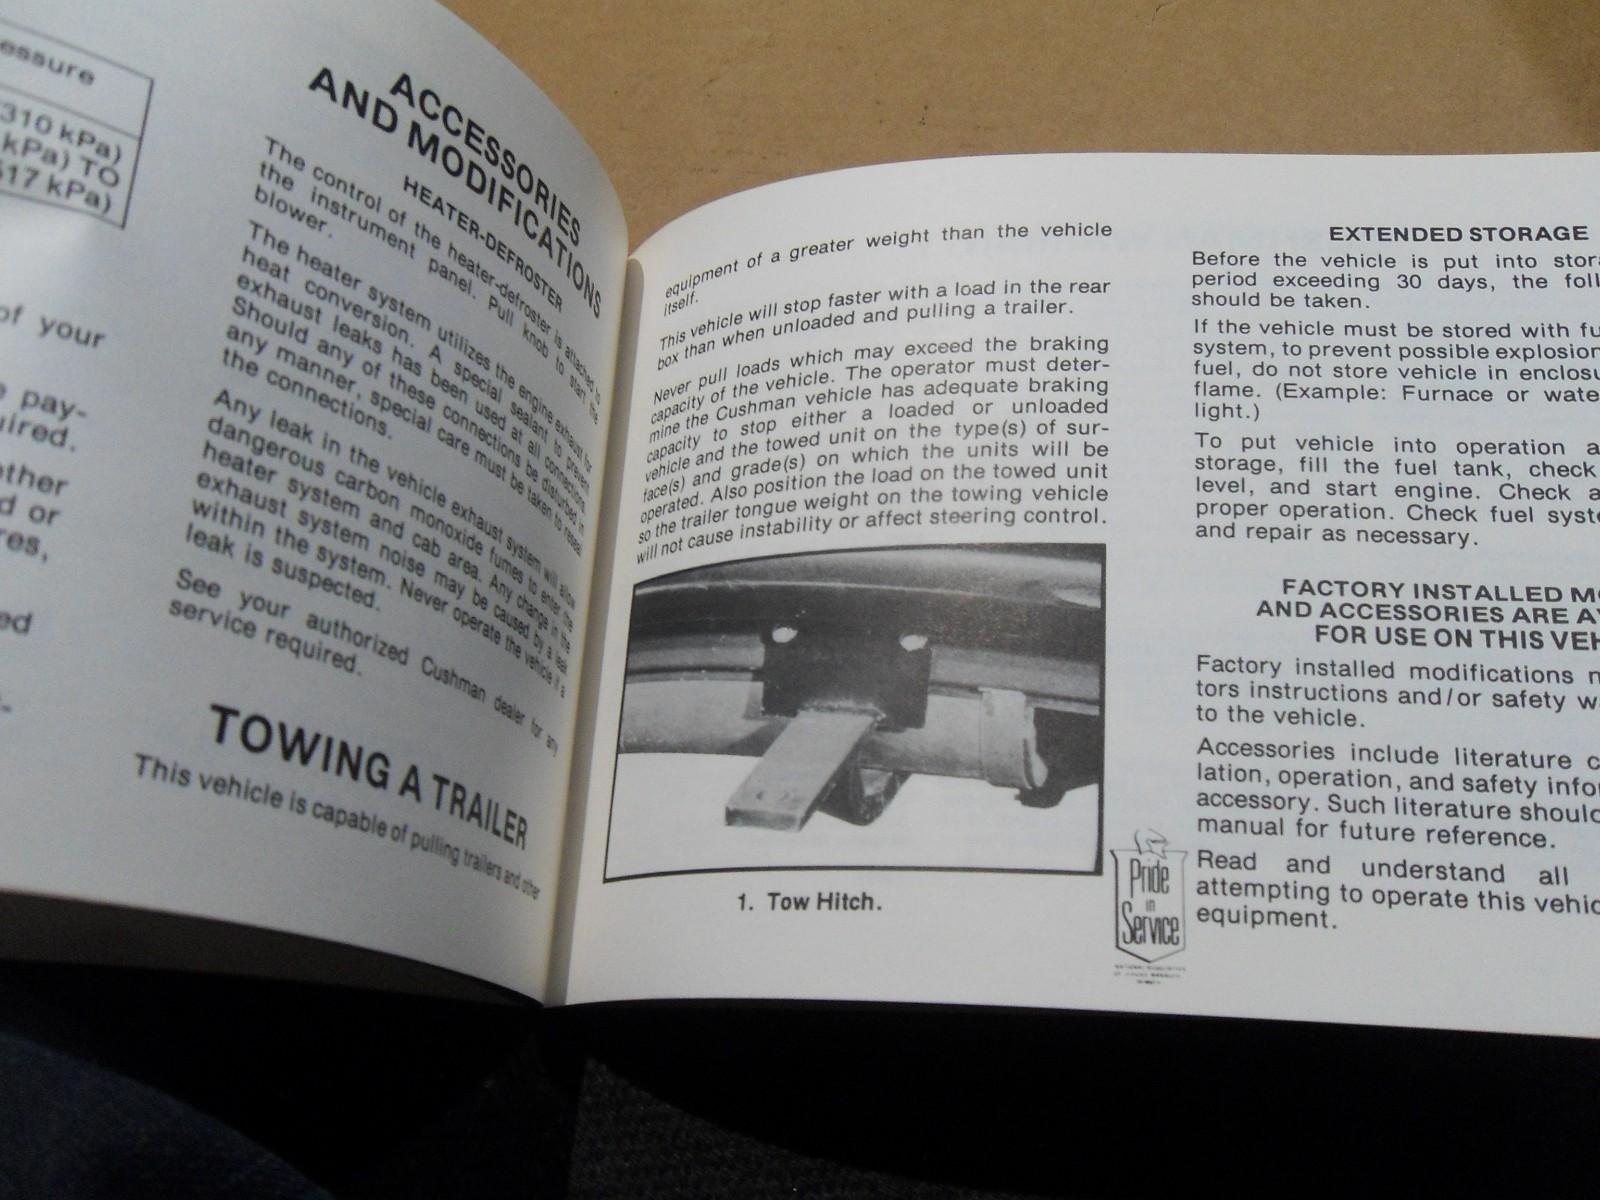 essure
310 kPa)
kPa) TO
517 kPa)
of your
pay-
uired.
other
d or
res,
ed
ACCESSORIES
AND MODIFICATIONS
HEATER-DEFROSTER
The control of the heater-defroster is attached to
the instrument panel. Pull knob to start the
blower.
The heater system utilizes the engine exhaust for
heat conversion. A special sealant to prevent
exhaust leaks has been used at all connections.
Should any of these connections be disturbed in
any manner, special care must be taken to reseal
the connections.
Any leak in the vehicle exhaust system will allow
dangerous carbon monoxide fumes to enter the
heater system and cab area. Any change in the
exhaust system noise may be caused by a leak
within the system. Never operate the vehicle if a
leak is suspected.
See your authorized Cushman dealer for any
service required.
TOWING A TRAILER
This vehicle is capable of pulling trailers and other
equipment of a greater weight than the vehicle
itself.
This vehicle will stop faster with a load in the rear
box than when unloaded and pulling a trailer.
Never pull loads which may exceed the braking
capacity of the vehicle. The operator must deter-
mine the Cushman vehicle has adequate braking
capacity to stop either a loaded or unloaded
vehicle and the towed unit on the type(s) of sur-
face(s) and grade(s) on which the units will be
operated. Also position the load on the towed unit
so the trailer tongue weight on the towing vehicle
will not cause instability or affect steering control.
1. Tow Hitch.
Pride
in
Service
EXTENDED STORAGE
Before the vehicle is put into stora
period exceeding 30 days, the foll
should be taken.
If the vehicle must be stored with fu
system, to prevent possible explosion
fuel, do not store vehicle in enclosu
flame. (Example: Furnace or wate
light.)
To put vehicle into operation a
storage, fill the fuel tank, check
level, and start engine. Check a
proper operation. Check fuel syste
and repair as necessary.
FACTORY INSTALLED MO
AND ACCESSORIES ARE AV
FOR USE ON THIS VEH
Factory installed modifications m
tors instructions and/or safety wa
to the vehicle.
Accessories include literature c
lation, operation, and safety infor
accessory. Such literature should
manual for future reference.
Read and understand all
attempting to operate this vehic
equipment.